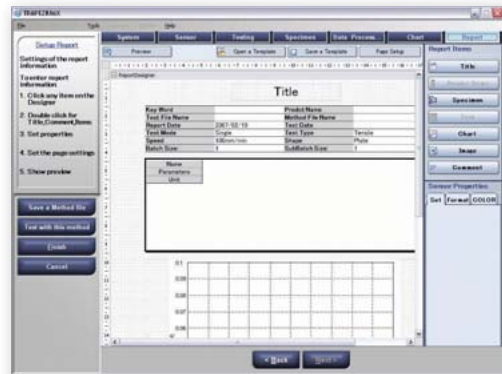 TRAPEZIUMX
File Tools Help
System Sensor Testing Specimen Data Process... Chart Report
Setup Report
Settings of the report
information
To enter report
information
1. Click any item on the
Designer
2. Double click for
Title,Comment,Items
3. Set properties
4. Set the page settings
5. Show preview
Save a Method file
Test with this method
Finish
Cancel
Preview Open a Template Save a Template Page Setup
ReportDesigner
Title
Key Word Product Name
Test File Name Method File Name
Report Date 2007/02/19 Test Date
Test Mode Single Test Type Tensile
Speed 100mm/min Shape Plate
Batch Size: 1 SubBatch Size: 1
Name
Parameters
Unit
0.1
0.09
0.08
0.07
0.06
Report Items
Title
Specimen
Chart
Image
Comment
Sensor Properties
Set Format COLOR
< Back Next >